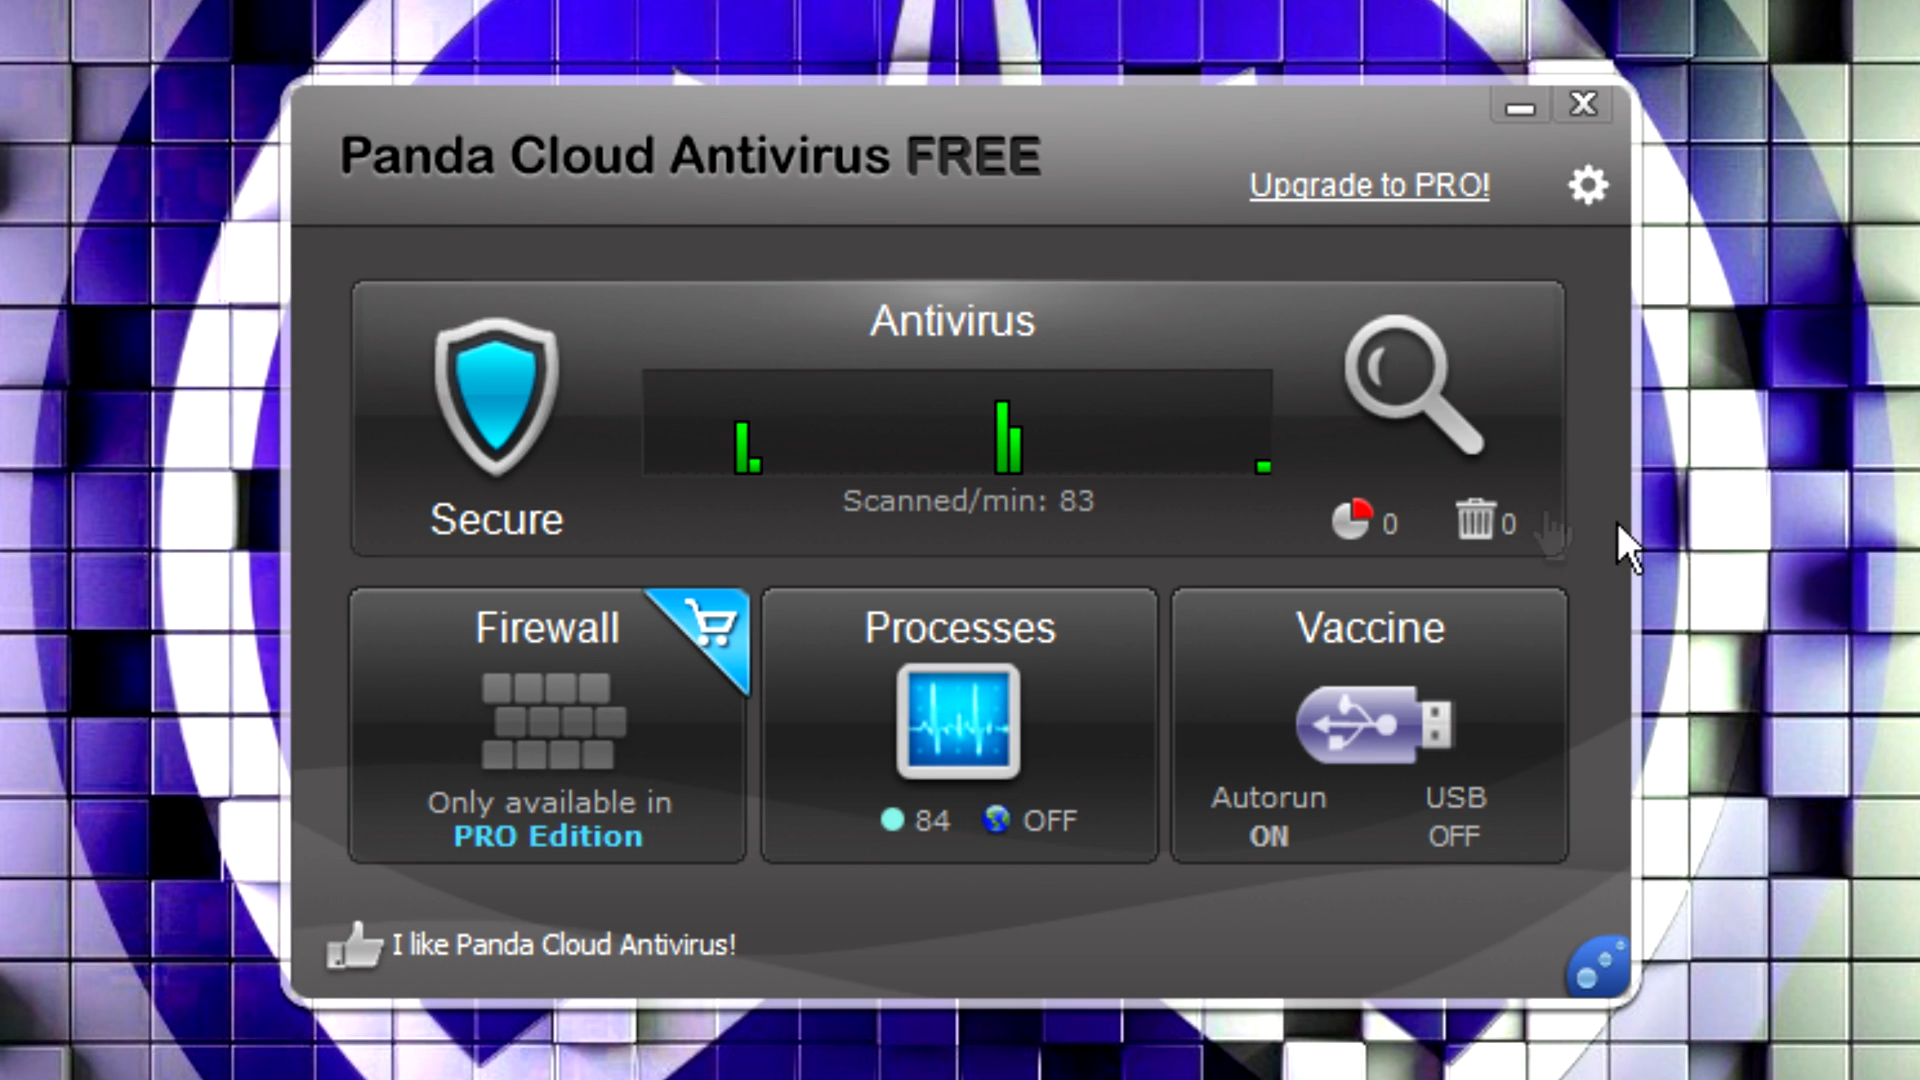 Panda Cloud Antivirus FREE
Upgrade to PRO!
Antivirus
Scanned/min: 83
Secure
0
0
Firewall
Only available in
PRO Edition
Processes
84
OFF
Vaccine
Autorun
ON
USB
OFF
I like Panda Cloud Antivirus!